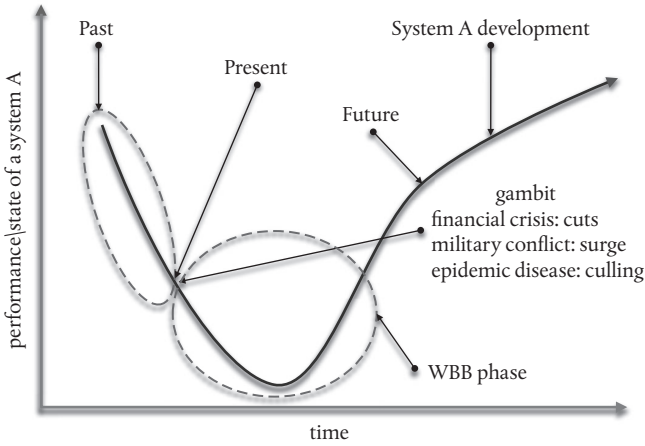 Past
System A development
Present
Future
gambit
financial crisis: cuts
military conflict: surge
epidemic disease: culling
WBB phase
performance\state of a system A
time